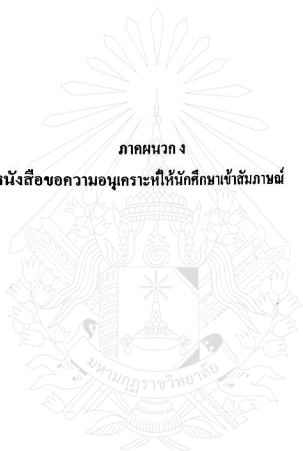 ภาคผนวก ง
หนังสือขอความอนุเคราะห์ให้นักศึกษาเข้าสัมภาษณ์
มหามกุฏราชวิทยาลัย